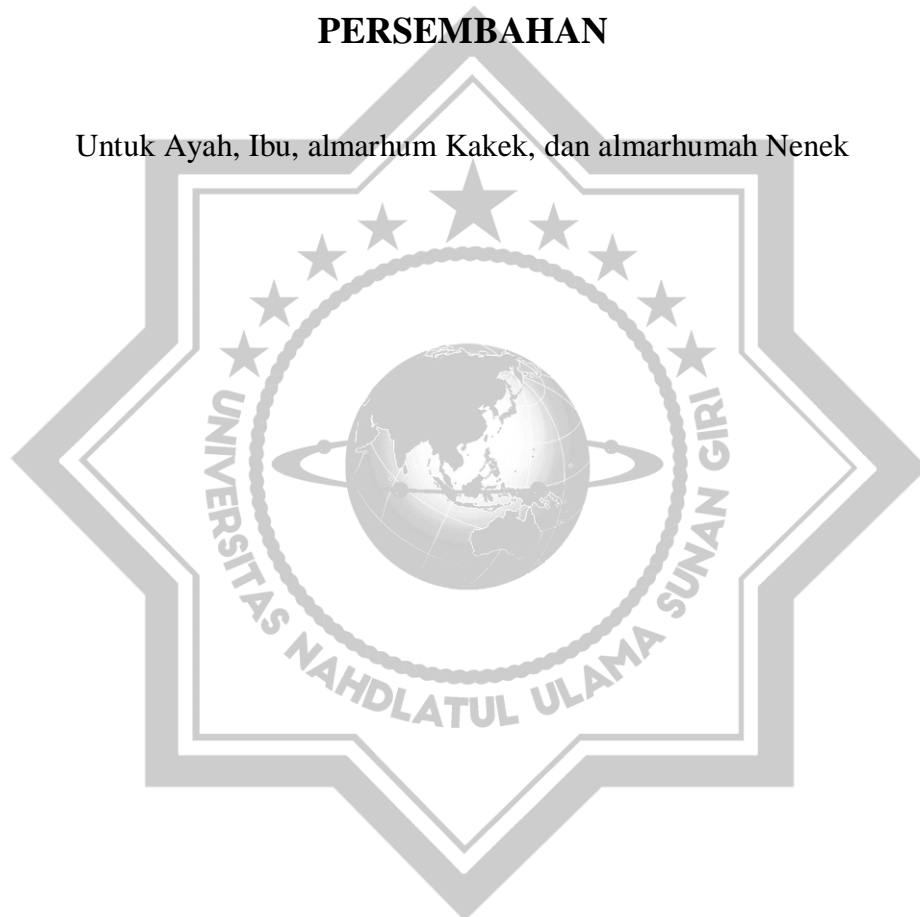 PERSEMBAHAN
Untuk Ayah, Ibu, almarhum Kakek, dan almarhumah Nenek
UNIVERSITAS NAHDLATUL ULAMA SUNAN GIRI